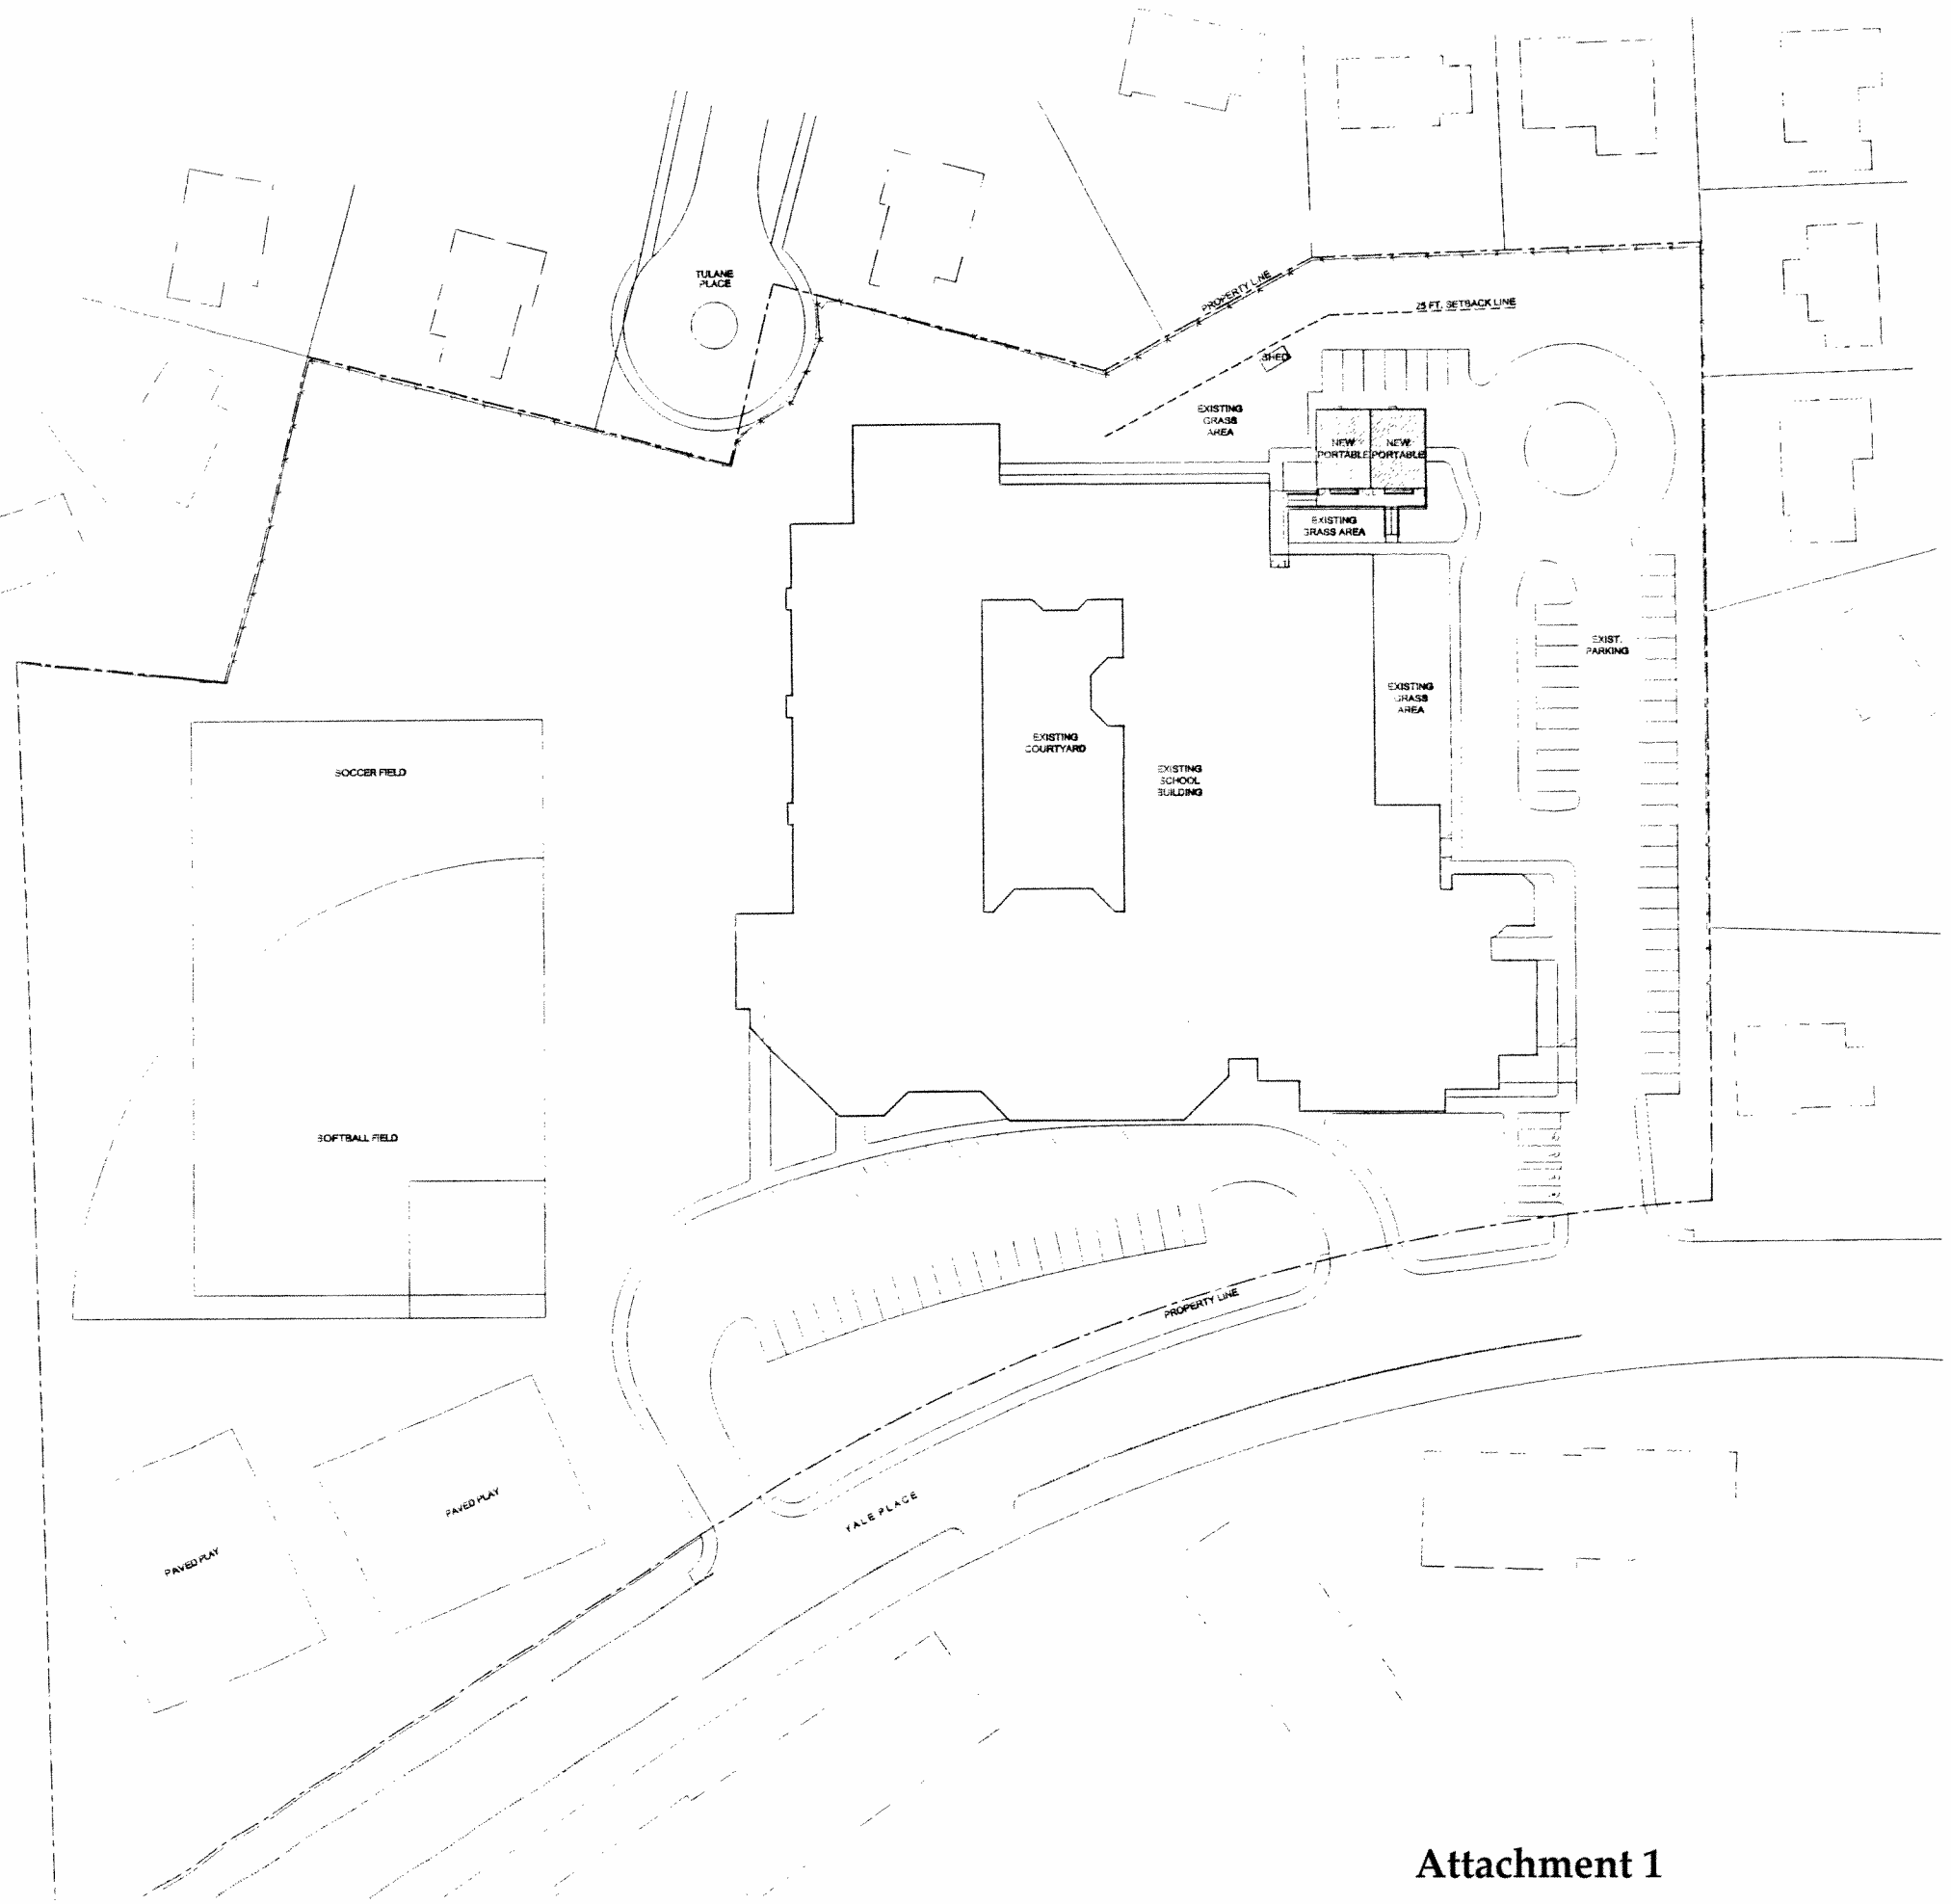 TULANE
PLACE
PROPERTY LINE
25 FT. SETBACK LINE
SHED
EXISTING
GRASS
AREA
NEW
PORTABLE
NEW
PORTABLE
EXISTING
GRASS AREA
EXIST.
PARKING
EXISTING
GRASS
AREA
EXISTING
COURTYARD
EXISTING
SCHOOL
BUILDING
SOCCER FIELD
SOFTBALL FIELD
PROPERTY LINE
YALE PLACE
PAVED PLAY
PAVED PLAY
Attachment 1